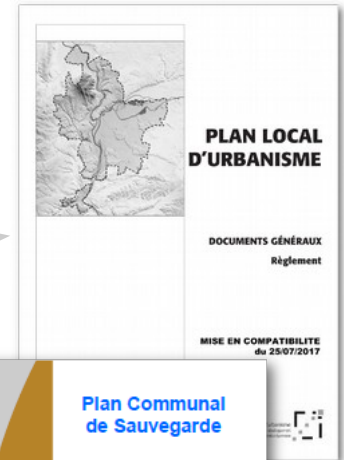 PLAN LOCAL
D'URBANISME
DOCUMENTS GÉNÉRAUX
Règlement
MISE EN COMPATIBILITE
du 25/07/2017
Plan Communal
de Sauvegarde